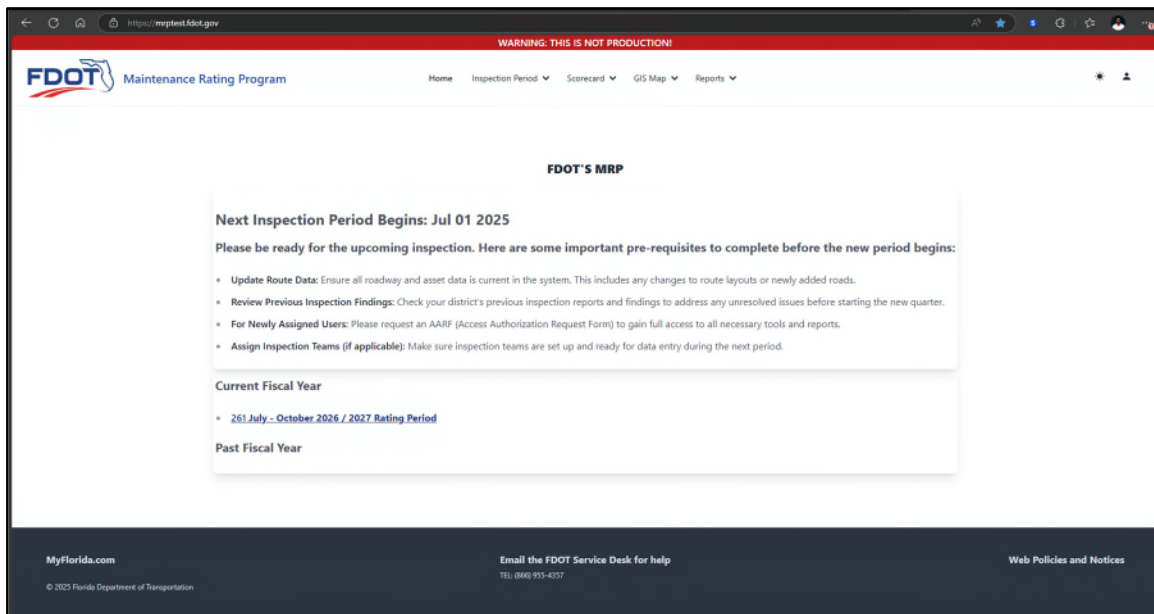 https://mrptest.fdot.gov
WARNING: THIS IS NOT PRODUCTION!
FDOT
Maintenance Rating Program
Home Inspection Period Scorecard GIS Map Reports
FDOT'S MRP
Next Inspection Period Begins: Jul 01 2025
Please be ready for the upcoming inspection. Here are some important pre-requisites to complete before the new period begins:
Update Route Data: Ensure all roadway and asset data is current in the system. This includes any changes to route layouts or newly added roads.
Review Previous Inspection Findings: Check your district's previous inspection reports and findings to address any unresolved issues before starting the new quarter.
For Newly Assigned Users: Please request an AARF (Access Authorization Request Form) to gain full access to all necessary tools and reports.
Assign Inspection Teams (if applicable): Make sure inspection teams are set up and ready for data entry during the next period.
Current Fiscal Year
261 July - October 2026 / 2027 Rating Period
Past Fiscal Year
MyFlorida.com
© 2025 Florida Department of Transportation
Email the FDOT Service Desk for help
TEL: (866) 955-4357
Web Policies and Notices